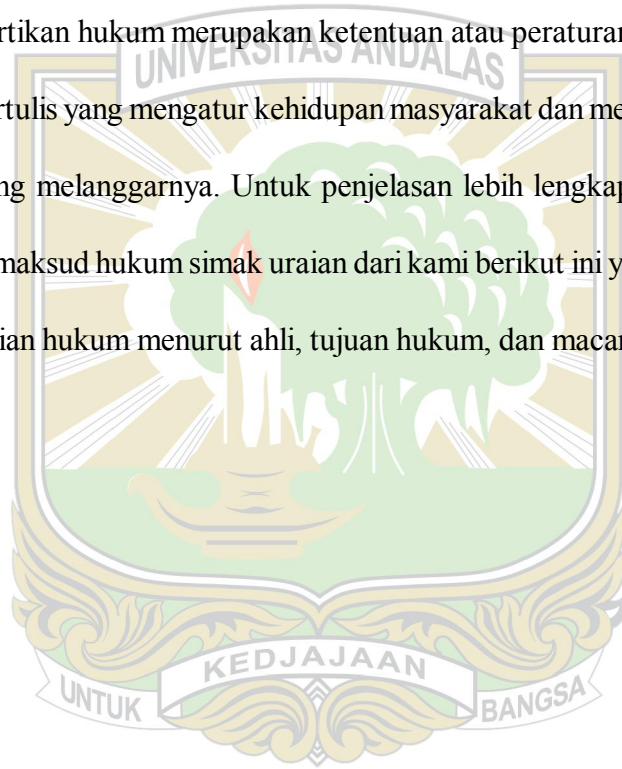 rtikan hukum merupakan ketentuan atau peraturan
UNIVERSITAS ANDALAS
rtulis yang mengatur kehidupan masyarakat dan me
ng melanggarnya. Untuk penjelasan lebih lengkap
maksud hukum simak uraian dari kami berikut ini y
ian hukum menurut ahli, tujuan hukum, dan macar
UNTUK KEDJAJAAN BANGSA